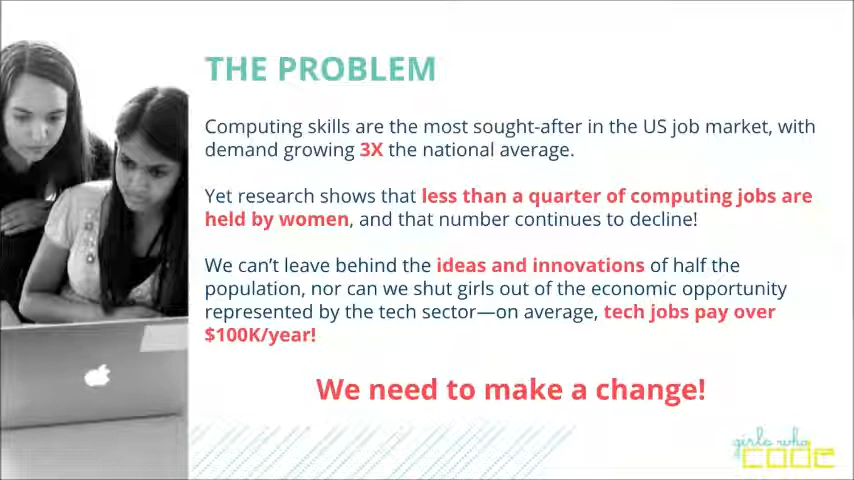 THE PROBLEM
Computing skills are the most sought-after in the US job market, with
demand growing 3X the national average.
Yet research shows that less than a quarter of computing jobs are
held by women, and that number continues to decline!
We can’t leave behind the ideas and innovations of half the
population, nor can we shut girls out of the economic opportunity
represented by the tech sector—on average, tech jobs pay over
$100K/year!
We need to make a change!
girls who
code